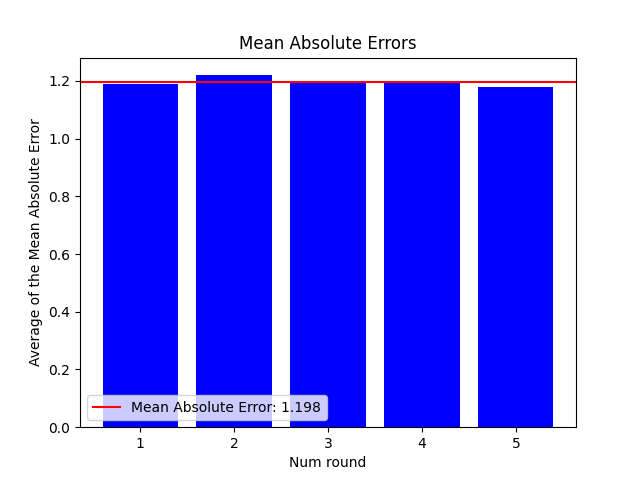 Mean Absolute Errors
Average of the Mean Absolute Error
1.2
1.0
0.8
0.6
0.4
0.2
0.0
Mean Absolute Error: 1.198
1 2 3 4 5
Num round